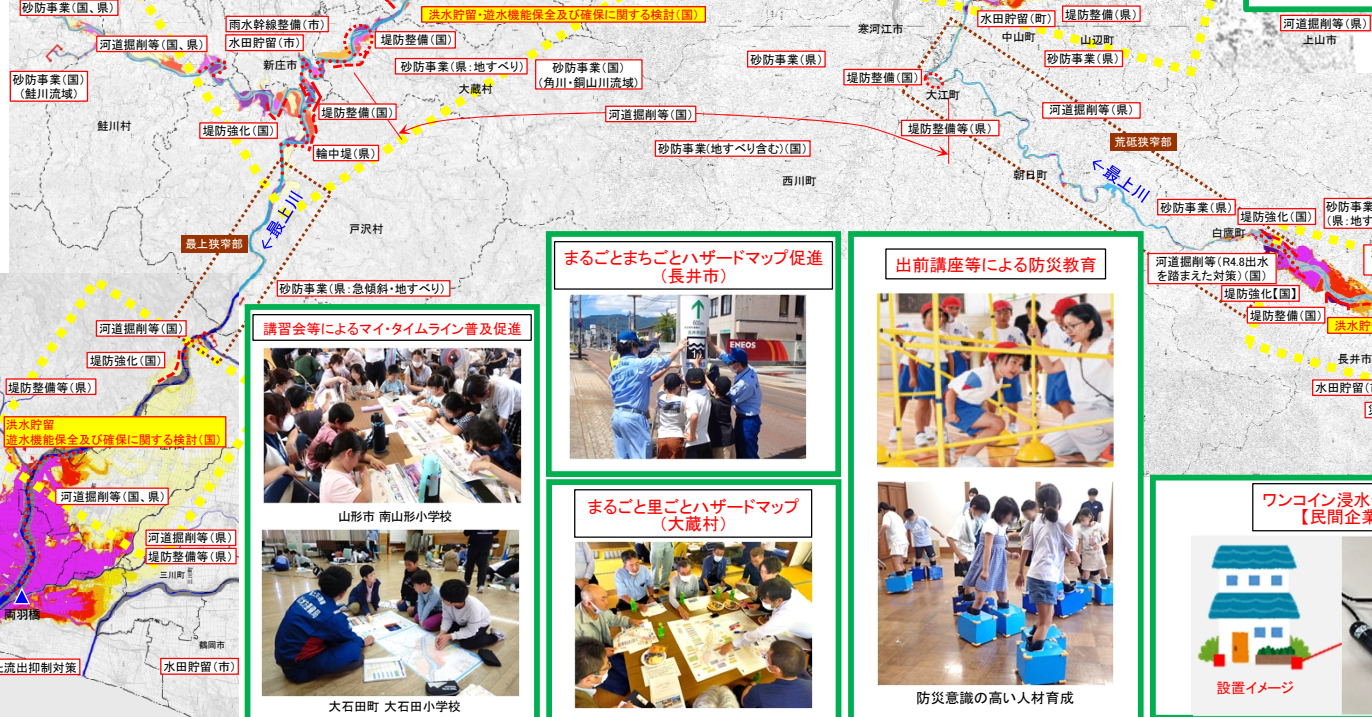 砂防事業(国、県)
雨水幹線整備(市)
洪水貯留・遊水機能保全及び確保に関する検討(国)
水田貯留(町)
堤防整備(県)
河道掘削等(県)
上山市
寒河江市
中山町
山辺町
河道掘削等(国、県)
水田貯留(市)
堤防整備(国)
新庄市
砂防事業(県:地すべり)
砂防事業(国)
(角川・銅山川流域)
砂防事業(県)
砂防事業(県)
砂防事業(国)
(鮭川流域)
大蔵村
堤防整備(国)
大江町
鮭川村
堤防強化(国)
堤防整備(国)
河道掘削等(国)
河道掘削等(県)
堤防整備等(県)
荒砥狭窄部
輪中堤(県)
砂防事業(地すべり含む)(国)
西川町
朝日町
←最上川
←最上川
戸沢村
最上狭窄部
砂防事業(県)
堤防強化(国)
砂防事業
(県:地す
白鷹町
河道掘削等(R4.8出水
を踏まえた対策)(国)
堤防強化【国】
堤防整備(国)
洪水貯
長井市
水田貯留(
砂防事業(県:急傾斜・地すべり)
河道掘削等(国)
堤防強化(国)
堤防整備等(県)
洪水貯留
遊水機能保全及び確保に関する検討(国)
河道掘削等(国、県)
河道掘削等(県)
堤防整備等(県)
三川町
両羽橋
鶴岡市
流出抑制対策
水田貯留(市)
講習会等によるマイ・タイムライン普及促進
山形市 南山形小学校
大石田町 大石田小学校
まるごとまちごとハザードマップ促進
(長井市)
ENEOS
まるごと里ごとハザードマップ
(大蔵村)
出前講座等による防災教育
防災意識の高い人材育成
ワンコイン浸水
【民間企業
設置イメージ